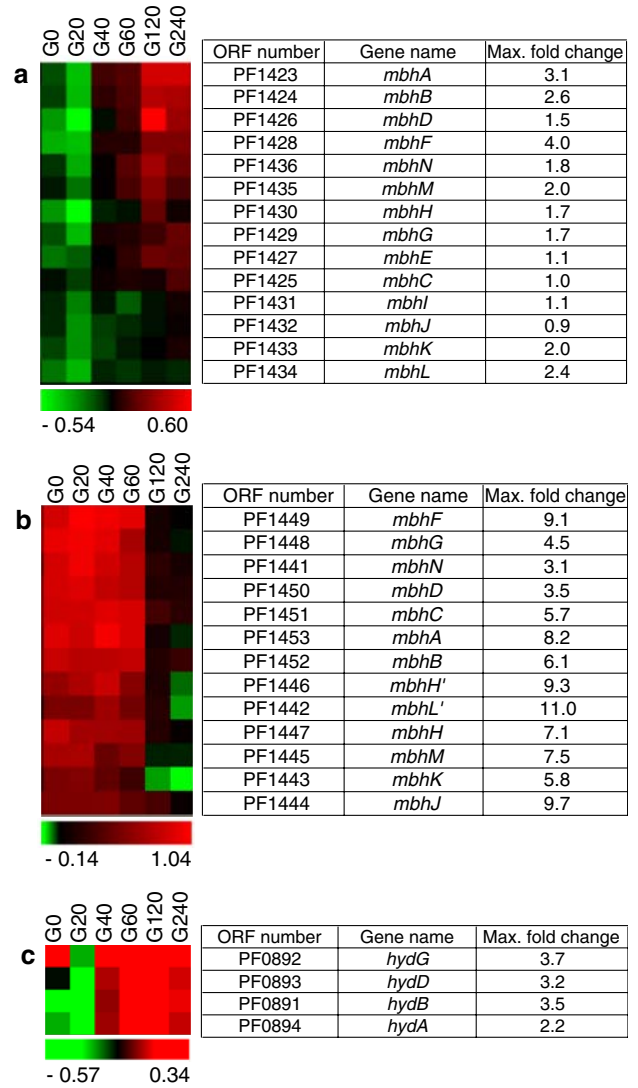 G0 G20 G40 G60 G120 G240
a
ORF number Gene name Max. fold change
PF1423 mbhA 3.1
PF1424 mbhB 2.6
PF1426 mbhD 1.5
PF1428 mbhF 4.0
PF1436 mbhN 1.8
PF1435 mbhM 2.0
PF1430 mbhH 1.7
PF1429 mbhG 1.7
PF1427 mbhE 1.1
PF1425 mbhC 1.0
PF1431 mbhI 1.1
PF1432 mbhJ 0.9
PF1433 mbhK 2.0
PF1434 mbhL 2.4
- 0.54 0.60
G0 G20 G40 G60 G120 G240
b
ORF number Gene name Max. fold change
PF1449 mbhF 9.1
PF1448 mbhG 4.5
PF1441 mbhN 3.1
PF1450 mbhD 3.5
PF1451 mbhC 5.7
PF1453 mbhA 8.2
PF1452 mbhB 6.1
PF1446 mbhH' 9.3
PF1442 mbhL' 11.0
PF1447 mbhH 7.1
PF1445 mbhM 7.5
PF1443 mbhK 5.8
PF1444 mbhJ 9.7
- 0.14 1.04
G0 G20 G40 G60 G120 G240
c
ORF number Gene name Max. fold change
PF0892 hydG 3.7
PF0893 hydD 3.2
PF0891 hydB 3.5
PF0894 hydA 2.2
- 0.57 0.34